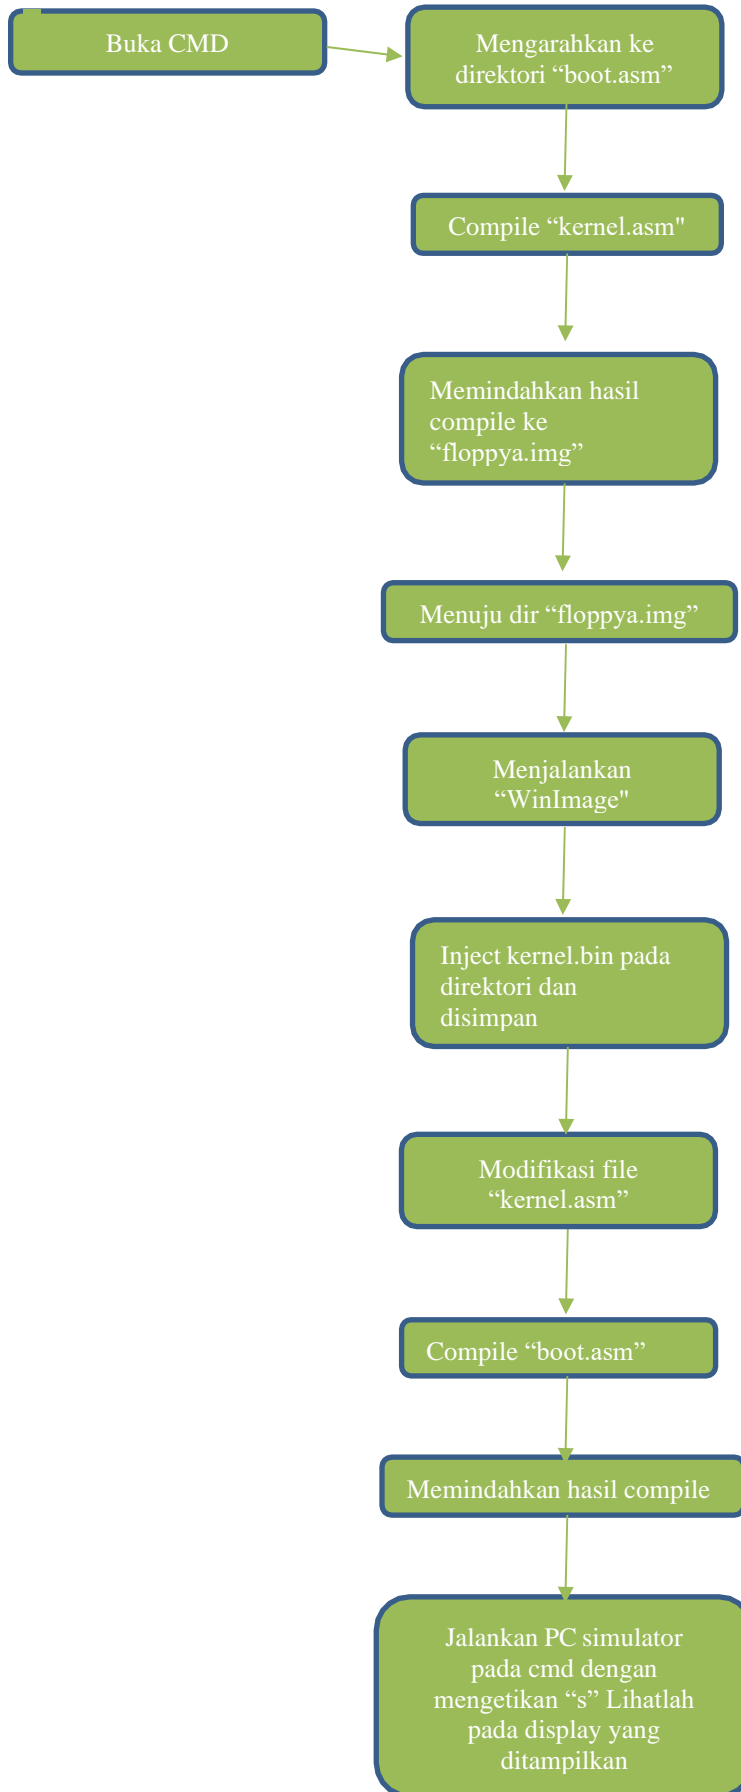 Buka CMD
Mengarahkan ke
direktori “boot.asm”
Compile “kernel.asm"
Memindahkan hasil
compile ke
“floppya.img”
Menuju dir “floppya.img”
Menjalankan
“WinImage"
Inject kernel.bin pada
direktori dan
disimpan
Modifikasi file
“kernel.asm”
Compile “boot.asm”
Memindahkan hasil compile
Jalankan PC simulator
pada cmd dengan
mengetikan “s” Lihatlah
pada display yang
ditampilkan